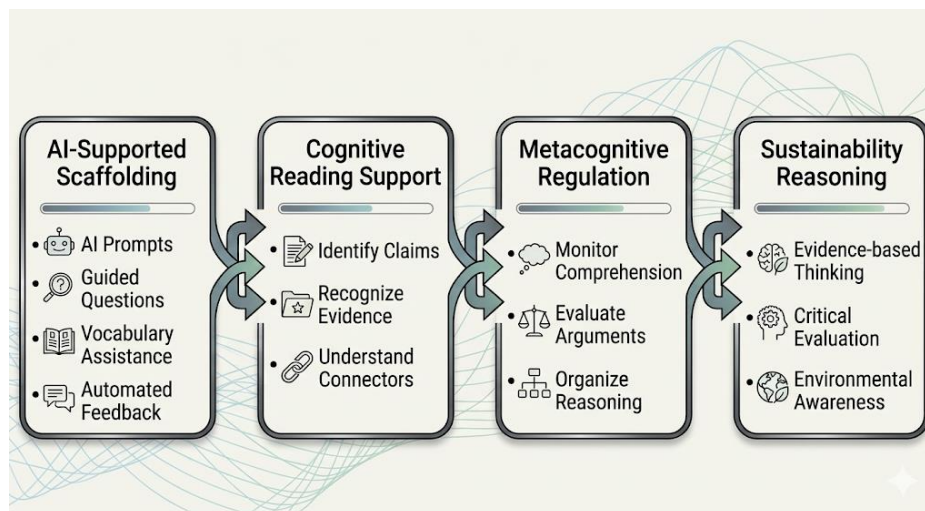 AI-Supported
Scaffolding
• AI Prompts
• Guided
Questions
• Vocabulary
Assistance
• Automated
Feedback
Cognitive
Reading Support
• Identify Claims
• Recognize
Evidence
• Understand
Connectors
Metacognitive
Regulation
• Monitor
Comprehension
• Evaluate
Arguments
• Organize
Reasoning
Sustainability
Reasoning
• Evidence-based
Thinking
• Critical
Evaluation
• Environmental
Awareness